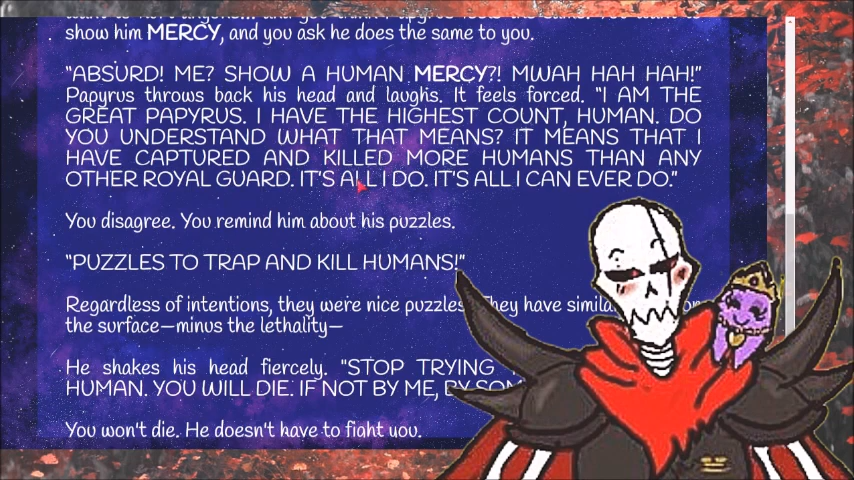 show him MERCY, and you ask he does the same to you.
"ABSURD! ME? SHOW A HUMAN MERCY?! MWAH HAH HAH!"
Papyrus throws back his head and laughs. It feels forced. "I AM THE
GREAT PAPYRUS. I HAVE THE HIGHEST COUNT, HUMAN. DO
YOU UNDERSTAND WHAT THAT MEANS? IT MEANS THAT I
HAVE CAPTURED AND KILLED MORE HUMANS THAN ANY
OTHER ROYAL GUARD. IT'S ALL I DO. IT'S ALL I CAN EVER DO."
You disagree. You remind him about his puzzles.
"PUZZLES TO TRAP AND KILL HUMANS!"
Regardless of intentions, they were nice puzzles. They have
the surface—minus the lethality—
He shakes his head fiercely. "STOP TRYING
HUMAN. YOU WILL DIE. IF NOT BY ME, BY
You won't die. He doesn't have to fight you.